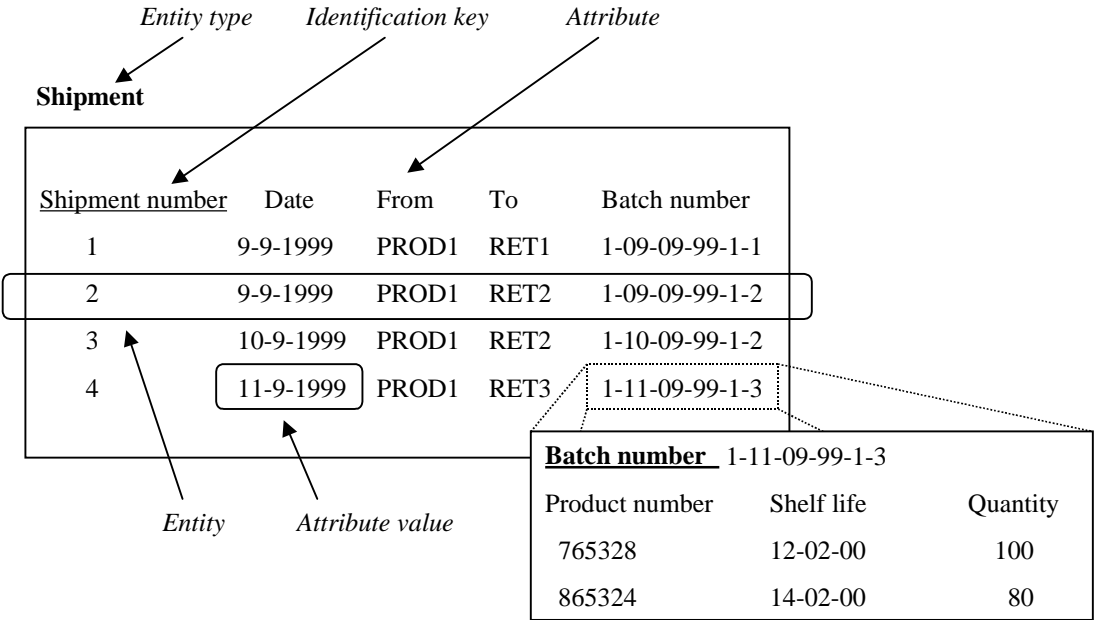 Entity type Identification key Attribute
Shipment
Shipment number Date From To Batch number
1 9-9-1999 PROD1 RET1 1-09-09-99-1-1
2 9-9-1999 PROD1 RET2 1-09-09-99-1-2
3 10-9-1999 PROD1 RET2 1-10-09-99-1-2
4 11-9-1999 PROD1 RET3 1-11-09-99-1-3
Batch number 1-11-09-99-1-3
Product number Shelf life Quantity
765328 12-02-00 100
865324 14-02-00 80
Entity Attribute value